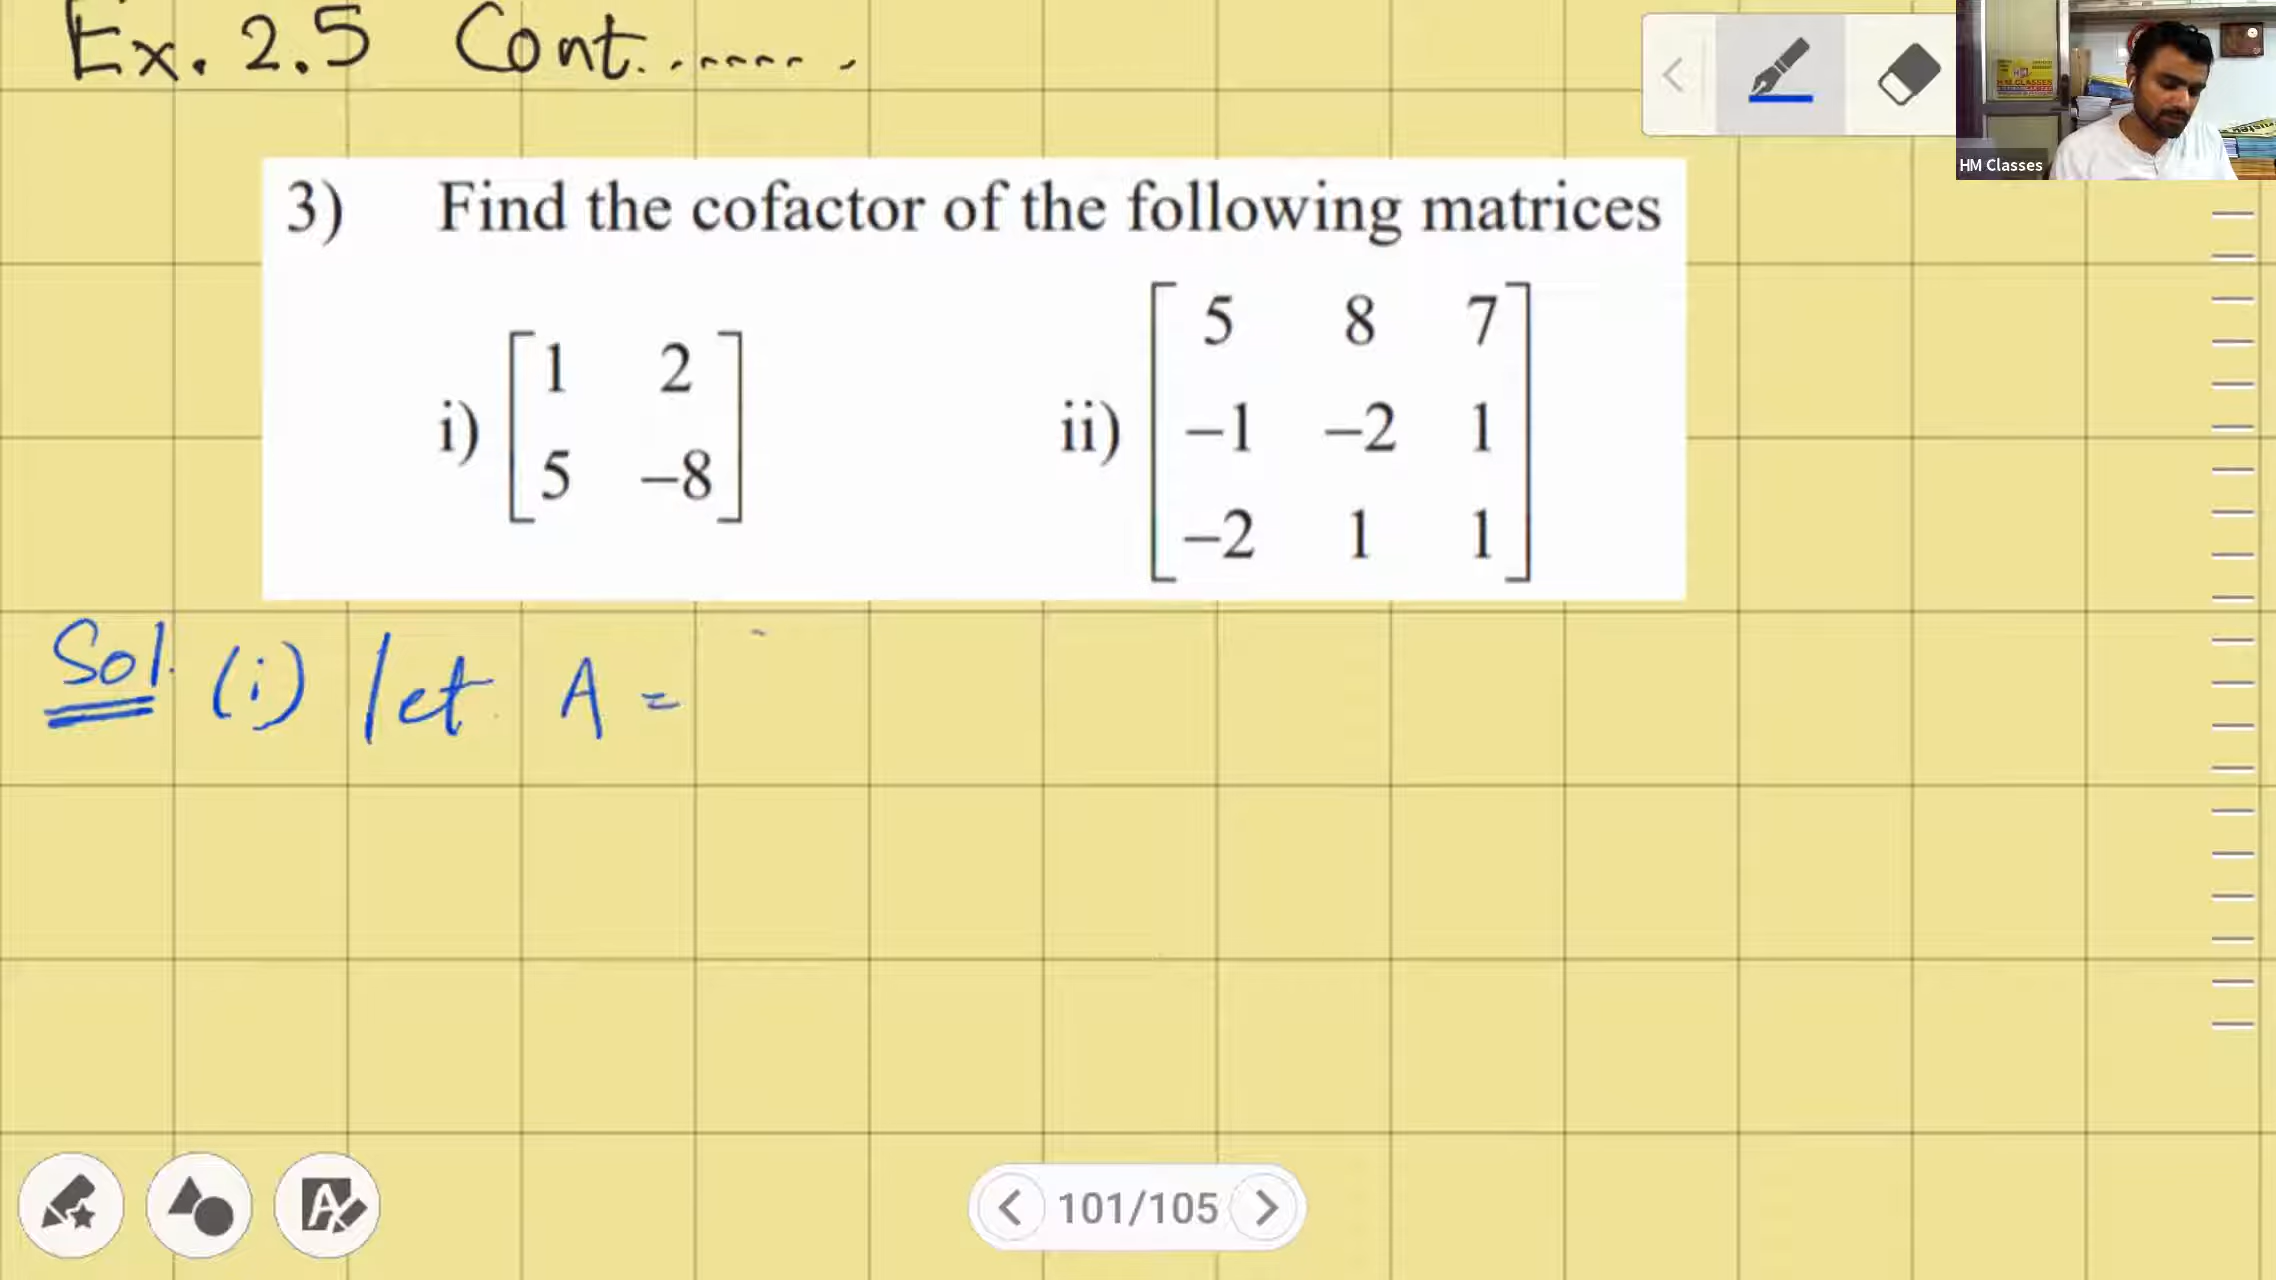 Ex. 2.5 Cont. .......
HM Classes
3) Find the cofactor of the following matrices
i) [1 2
5 −8]
ii) [5 8 7
−1 −2 1
−2 1 1]
Sol. (i) let A =
101/105